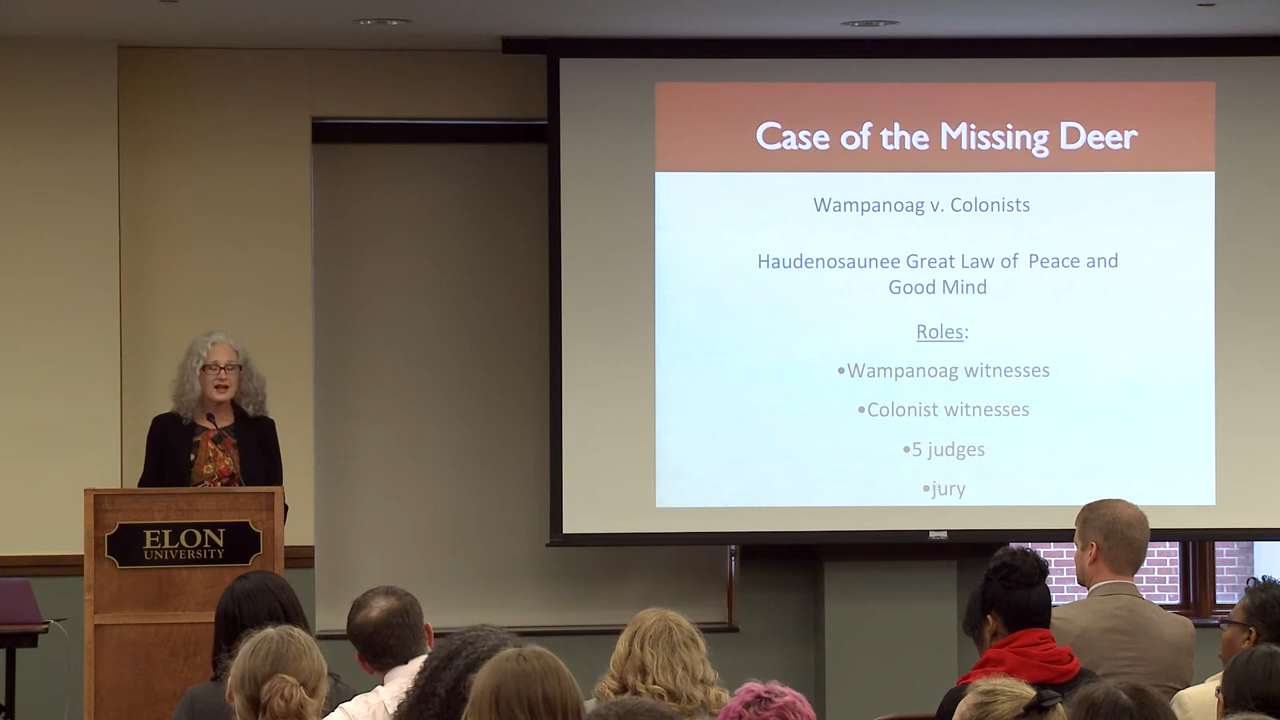 Case of the Missing Deer
Wampanoag v. Colonists
Haudenosaunee Great Law of Peace and
Good Mind
Roles:
•Wampanoag witnesses
•Colonist witnesses
•5 judges
•jury
ELON
UNIVERSITY